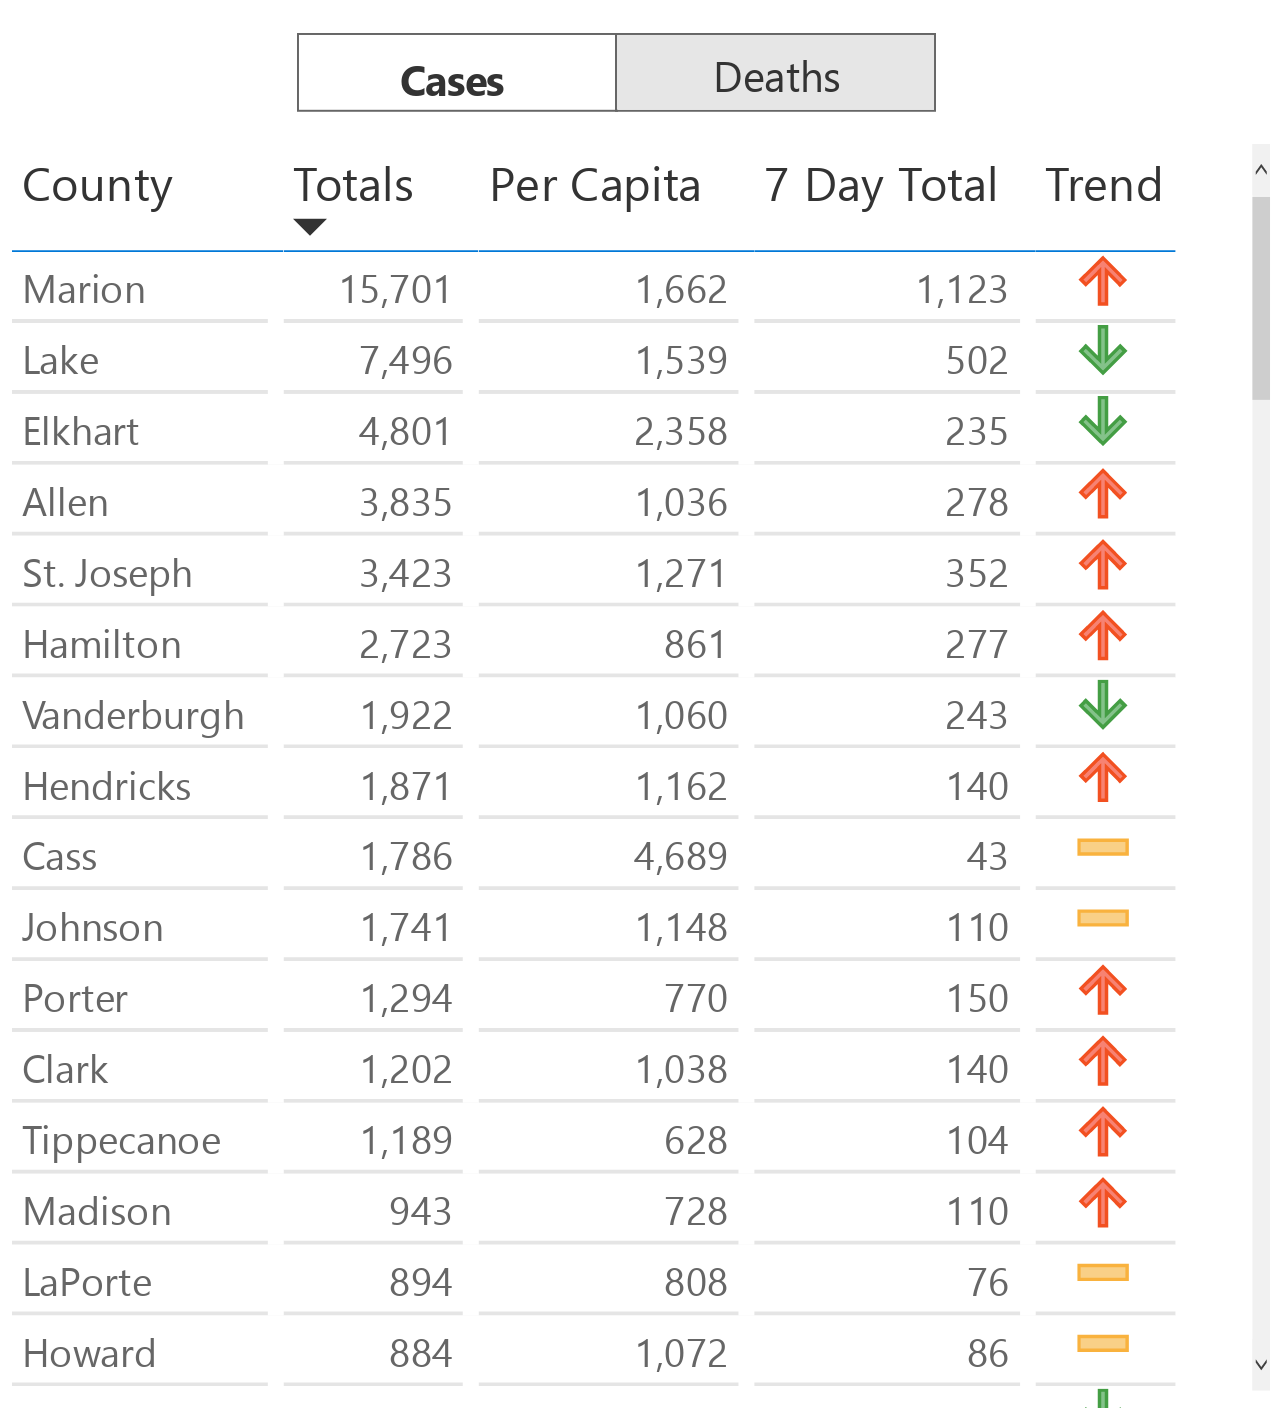 Cases Deaths
County Totals Per Capita 7 Day Total Trend
Marion 15,701 1,662 1,123
Lake 7,496 1,539 502
Elkhart 4,801 2,358 235
Allen 3,835 1,036 278
St. Joseph 3,423 1,271 352
Hamilton 2,723 861 277
Vanderburgh 1,922 1,060 243
Hendricks 1,871 1,162 140
Cass 1,786 4,689 43
Johnson 1,741 1,148 110
Porter 1,294 770 150
Clark 1,202 1,038 140
Tippecanoe 1,189 628 104
Madison 943 728 110
LaPorte 894 808 76
Howard 884 1,072 86